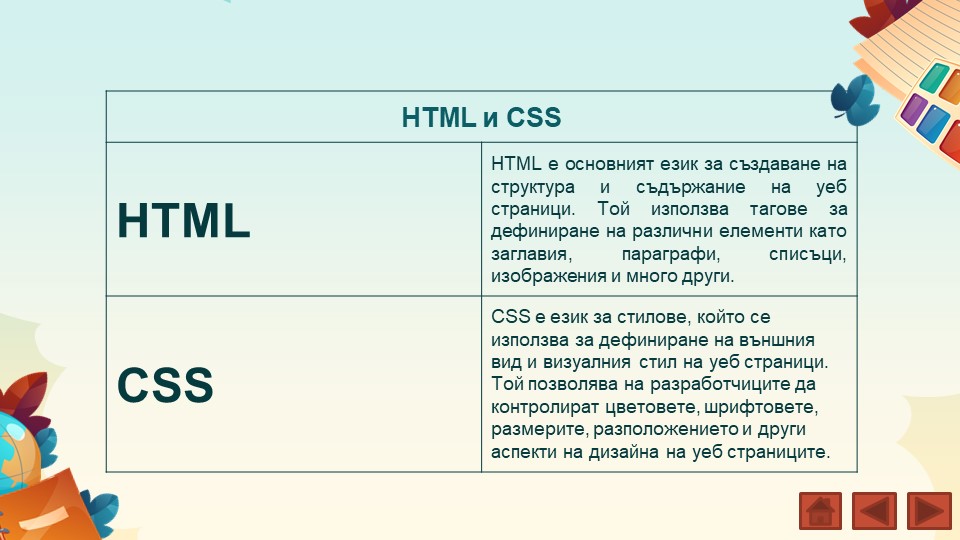 HTML и CSS
HTML
HTML е основният език за създаване на
структура и съдържание на уеб
страници. Той използва тагове за
дефиниране на различни елементи като
заглавия, параграфи, списъци,
изображения и много други.
CSS
CSS е език за стилове, който се
използва за дефиниране на външния
вид и визуалния стил на уеб страници.
Той позволява на разработчиците да
контролират цветовете, шрифтовете,
размерите, разположението и други
аспекти на дизайна на уеб страниците.